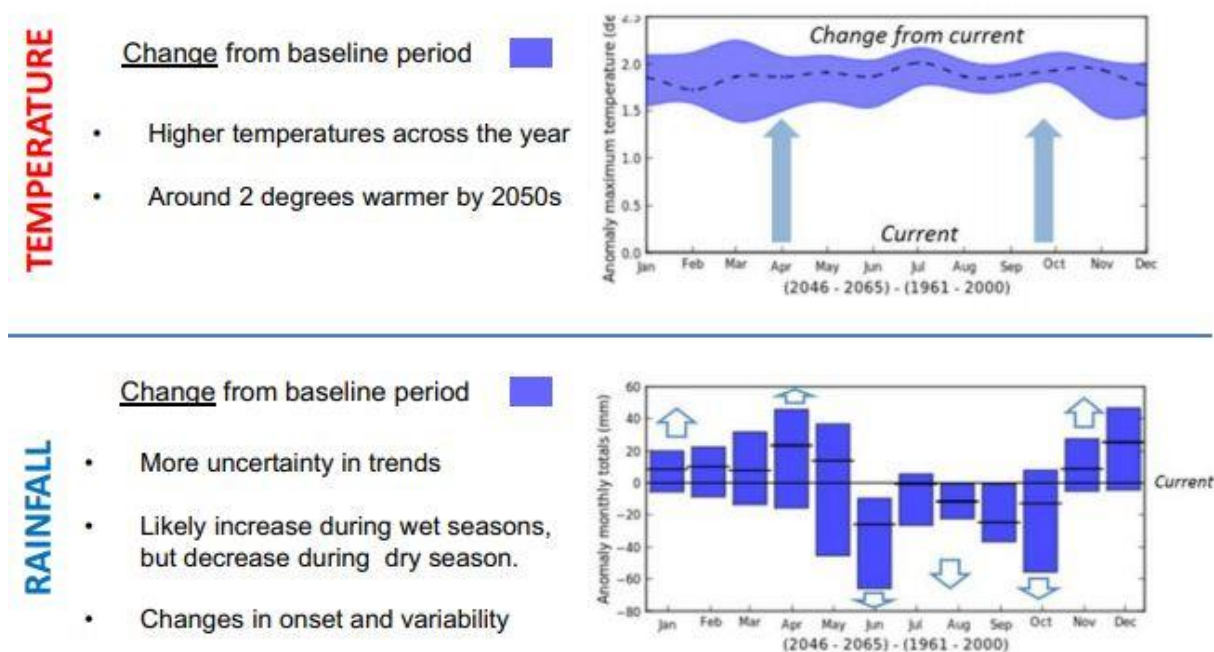 TEMPERATURE
Change from baseline period
• Higher temperatures across the year
• Around 2 degrees warmer by 2050s
Anomaly maximum temperature (de
2.5
2.0
1.5
1.0
0.5
0.0
Change from current
Current
Jan Feb Mar Apr May Jun Jul Aug Sep Oct Nov Dec
(2046 - 2065) - (1961 - 2000)
RAINFALL
Change from baseline period
• More uncertainty in trends
• Likely increase during wet seasons,
but decrease during dry season.
• Changes in onset and variability
Anomaly monthly totals (mm)
60
40
20
0
−20
−40
−60
−80
Current
Jan Feb Mar Apr May Jun Jul Aug Sep Oct Nov Dec
(2046 - 2065) - (1961 - 2000)